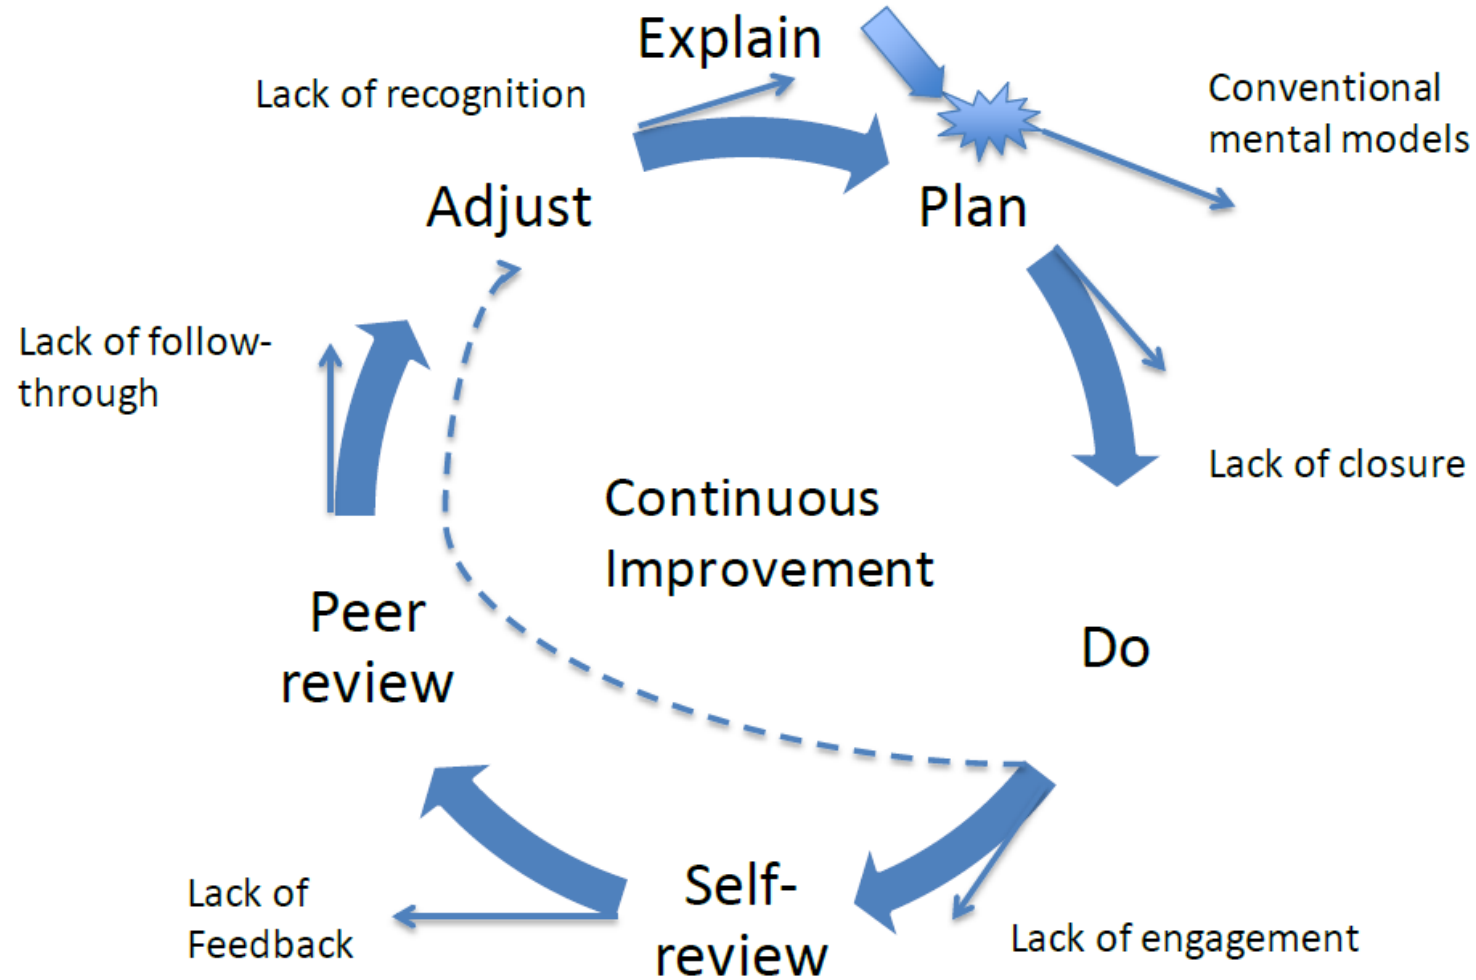 Explain
Lack of recognition
Conventional
mental models
Adjust
Plan
Lack of follow-
through
Lack of closure
Continuous
Improvement
Peer
review
Do
Self-
review
Lack of
Feedback
Lack of engagement